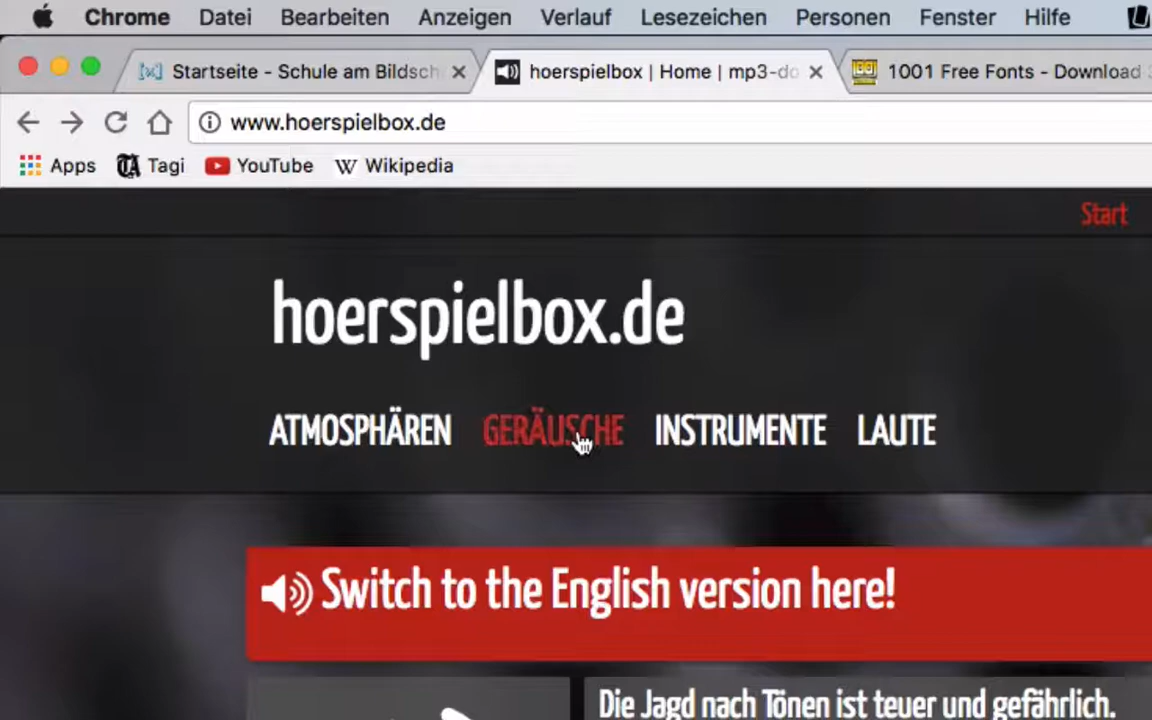 Chrome Datei Bearbeiten Anzeigen Verlauf Lesezeichen Personen Fenster Hilfe
Startseite - Schule am Bildsch hoerspielbox | Home | mp3-do 1001 Free Fonts - Download
www.hoerspielbox.de
Apps Tagi YouTube Wikipedia
Start
hoerspielbox.de
ATMOSPHÄREN GERÄUSCHE INSTRUMENTE LAUTE
Switch to the English version here!
Die Jagd nach Tönen ist teuer und gefährlich.